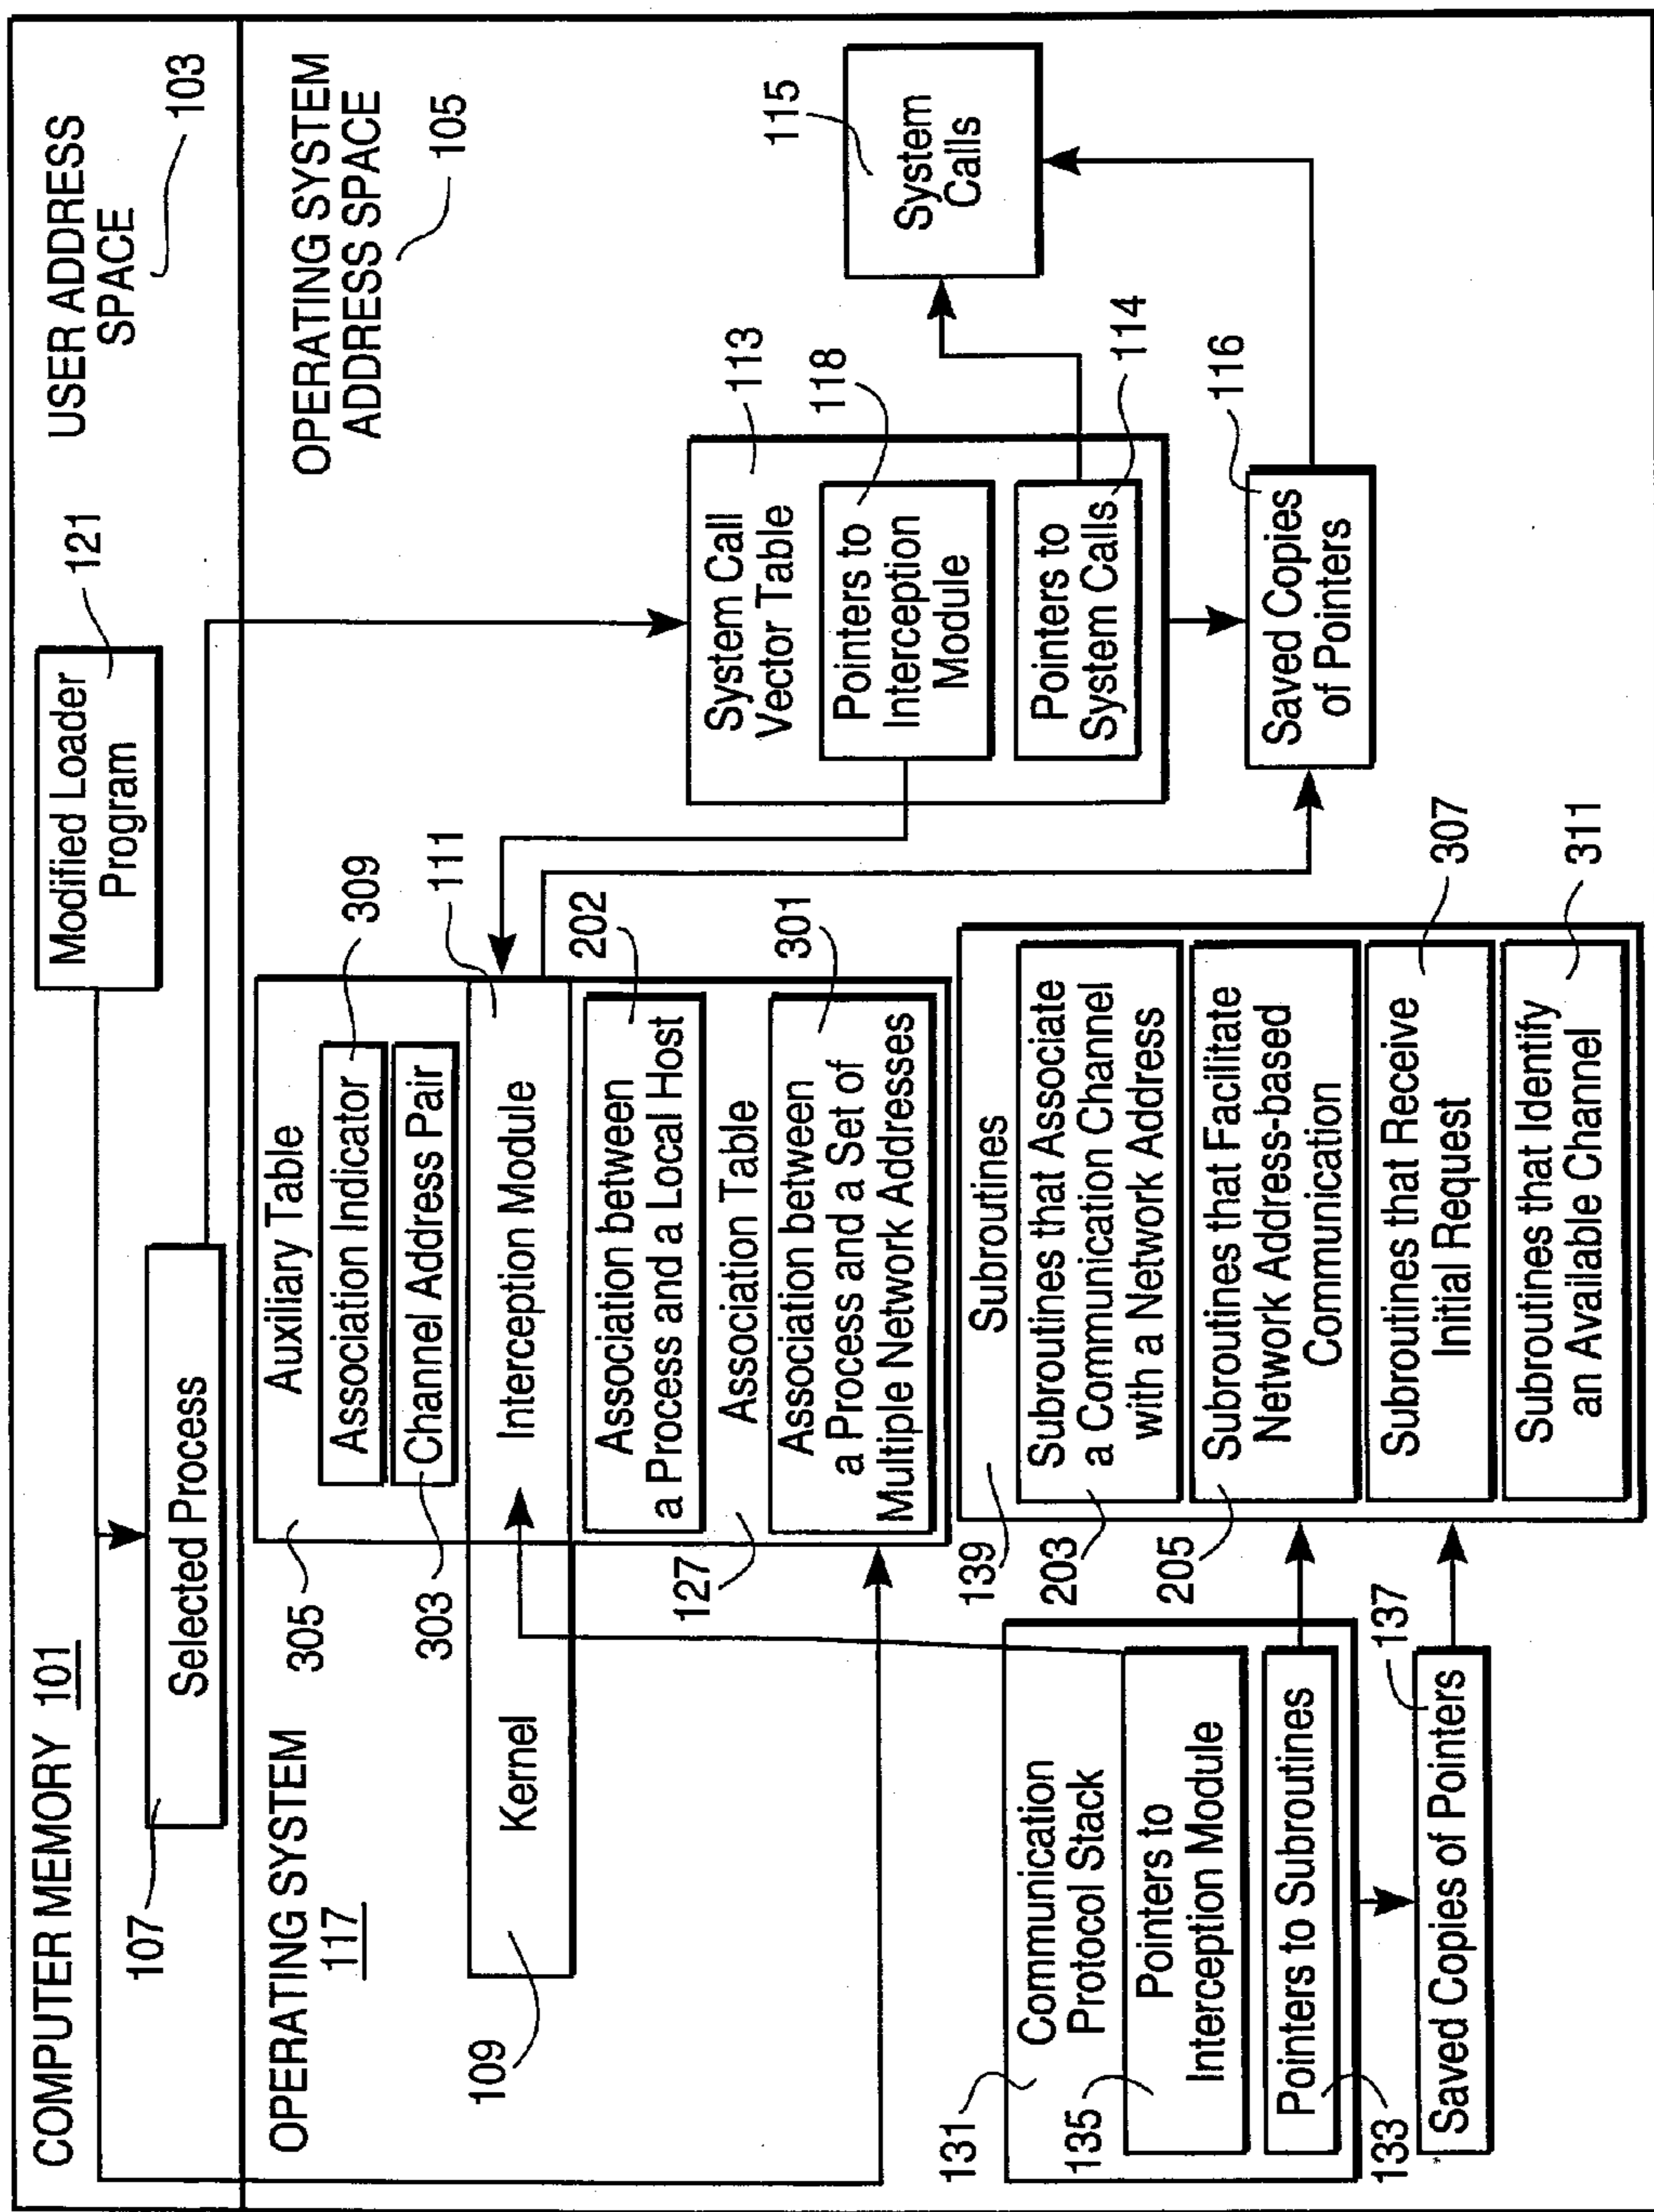 COMPUTER MEMORY 101
USER ADDRESS
SPACE
103
Modified Loader
Program
121
Selected Process
107
OPERATING SYSTEM
117
OPERATING SYSTEM
ADDRESS SPACE
105
Auxiliary Table
305
Association Indicator
309
Channel Address Pair
303
Kernel
109
Interception Module
111
Association between
a Process and a Local Host
202
Association Table
127
Association between
a Process and a Set of
Multiple Network Addresses
301
System Call
Vector Table
113
Pointers to
Interception
Module
118
Pointers to
System Calls
114
System
Calls
115
Saved Copies
of Pointers
116
Communication
Protocol Stack
131
Pointers to
Interception Module
135
Pointers to Subroutines
133
Saved Copies of Pointers
137
Subroutines
139
Subroutines that Associate
a Communication Channel
with a Network Address
203
Subroutines that Facilitate
Network Address-based
Communication
205
Subroutines that Receive
Initial Request
307
Subroutines that Identify
an Available Channel
311